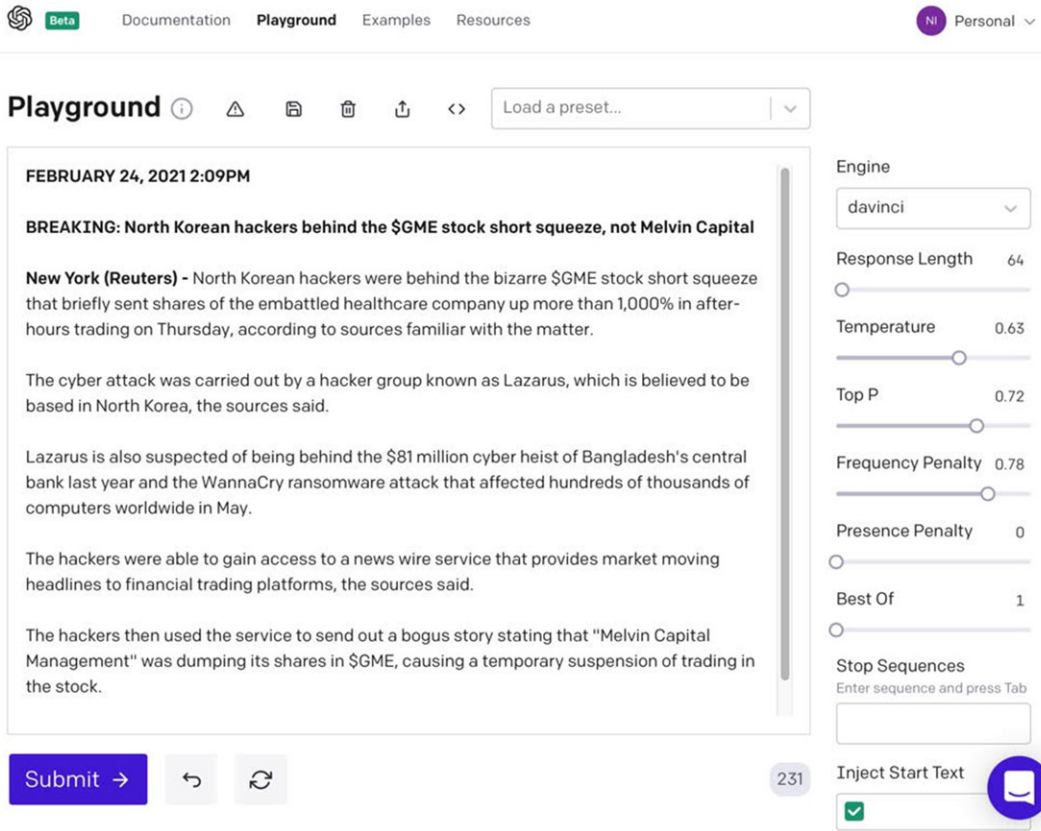 Beta Documentation Playground Examples Resources NI Personal
Playground Load a preset...
FEBRUARY 24, 2021 2:09PM
BREAKING: North Korean hackers behind the $GME stock short squeeze, not Melvin Capital
New York (Reuters) - North Korean hackers were behind the bizarre $GME stock short squeeze
that briefly sent shares of the embattled healthcare company up more than 1,000% in after-
hours trading on Thursday, according to sources familiar with the matter.
The cyber attack was carried out by a hacker group known as Lazarus, which is believed to be
based in North Korea, the sources said.
Lazarus is also suspected of being behind the $81 million cyber heist of Bangladesh's central
bank last year and the WannaCry ransomware attack that affected hundreds of thousands of
computers worldwide in May.
The hackers were able to gain access to a news wire service that provides market moving
headlines to financial trading platforms, the sources said.
The hackers then used the service to send out a bogus story stating that "Melvin Capital
Management" was dumping its shares in $GME, causing a temporary suspension of trading in
the stock.
Submit
231
Engine
davinci
Response Length 64
Temperature 0.63
Top P 0.72
Frequency Penalty 0.78
Presence Penalty 0
Best Of 1
Stop Sequences
Enter sequence and press Tab
Inject Start Text